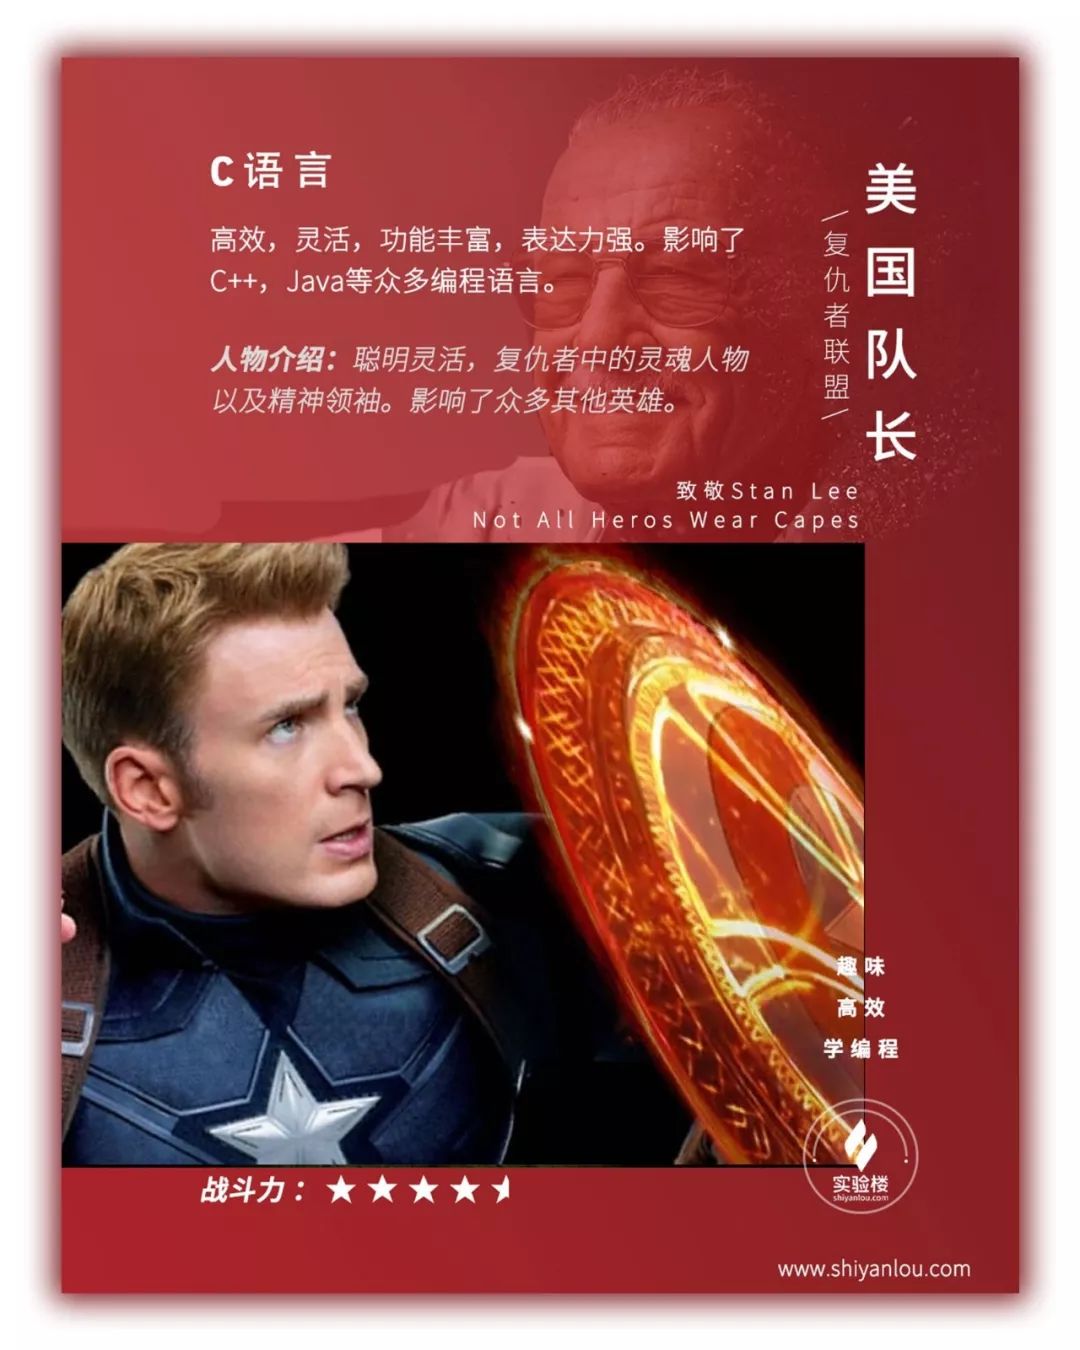 C语言
高效，灵活，功能丰富，表达力强。影响了
C++，Java等众多编程语言。
人物介绍：聪明灵活，复仇者中的灵魂人物
以及精神领袖。影响了众多其他英雄。
美国队长
/复仇者联盟/
致敬Stan Lee
Not All Heros Wear Capes
趣味
高效
学编程
实验楼
shiyanlou.com
战斗力：
www.shiyanlou.com